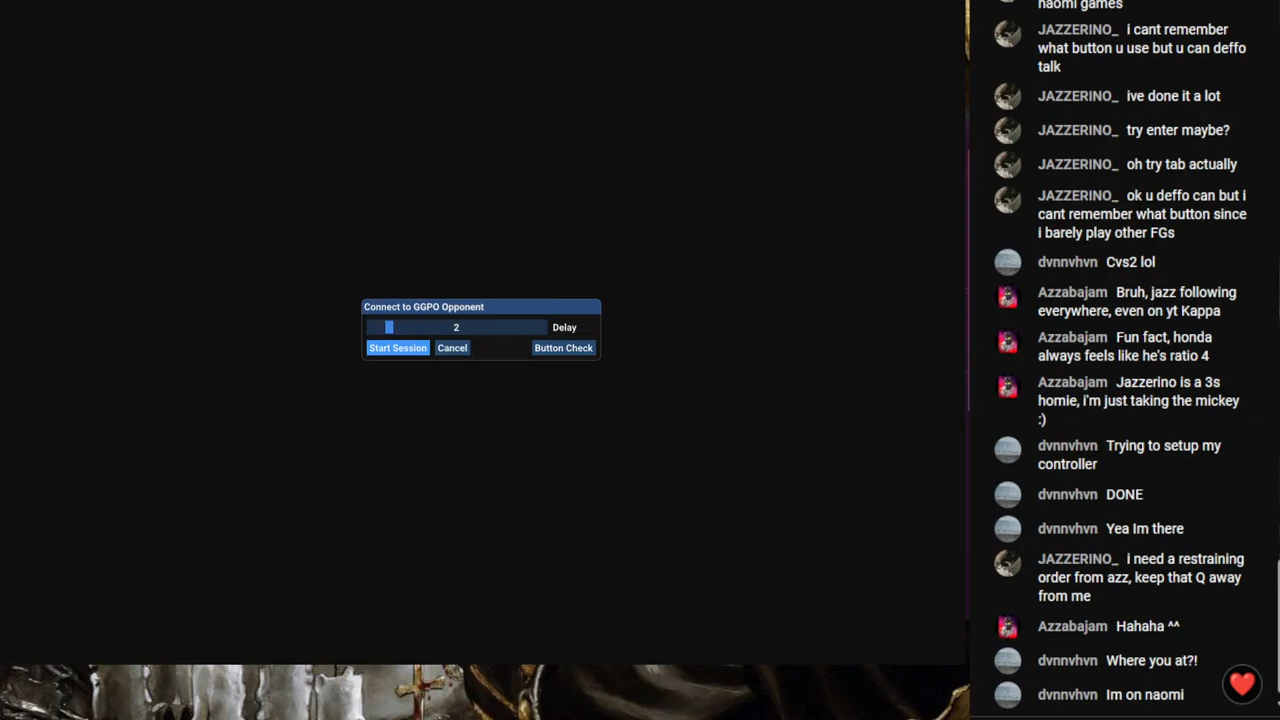 naomi games
JAZZERINO_ i cant remember
what button u use but u can deffo
talk
JAZZERINO_ ive done it a lot
JAZZERINO_ try enter maybe?
JAZZERINO_ oh try tab actually
JAZZERINO_ ok u deffo can but i
cant remember what button since
i barely play other FGs
dvnnvhvn Cvs2 lol
Azzabajam Bruh, jazz following
everywhere, even on yt Kappa
Azzabajam Fun fact, honda
always feels like he's ratio 4
Azzabajam Jazzerino is a 3s
homie, i'm just taking the mickey
:)
dvnnvhvn Trying to setup my
controller
dvnnvhvn DONE
dvnnvhvn Yea Im there
JAZZERINO_ i need a restraining
order from azz, keep that Q away
from me
Azzabajam Hahaha ^^
dvnnvhvn Where you at?!
dvnnvhvn Im on naomi
Connect to GGPO Opponent
2 Delay
Start Session Cancel Button Check